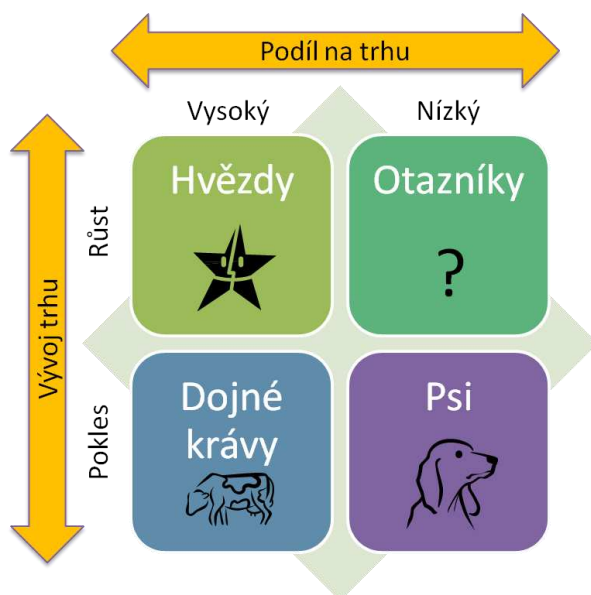 Podíl na trhu
Vysoký
Nízký
Vývoj trhu
Růst
Hvězdy
Otazníky
?
Pokles
Dojné
krávy
Psi